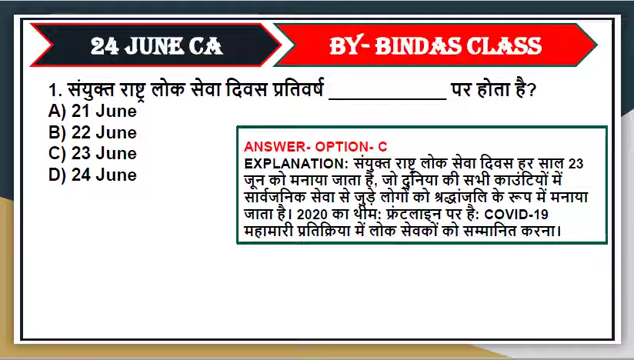 24 JUNE CA
BY- BINDAS CLASS
1. संयुक्त राष्ट्र लोक सेवा दिवस प्रतिवर्ष ____________ पर होता है?
A) 21 June
B) 22 June
C) 23 June
D) 24 June
ANSWER- OPTION- C
EXPLANATION: संयुक्त राष्ट्र लोक सेवा दिवस हर साल 23
जून को मनाया जाता है, जो दुनिया की सभी काउंटियों में
सार्वजनिक सेवा से जुड़े लोगों को श्रद्धांजलि के रूप में मनाया
जाता है। 2020 का थीम: फ्रंटलाइन पर है: COVID-19
महामारी प्रतिक्रिया में लोक सेवकों को सम्मानित करना।